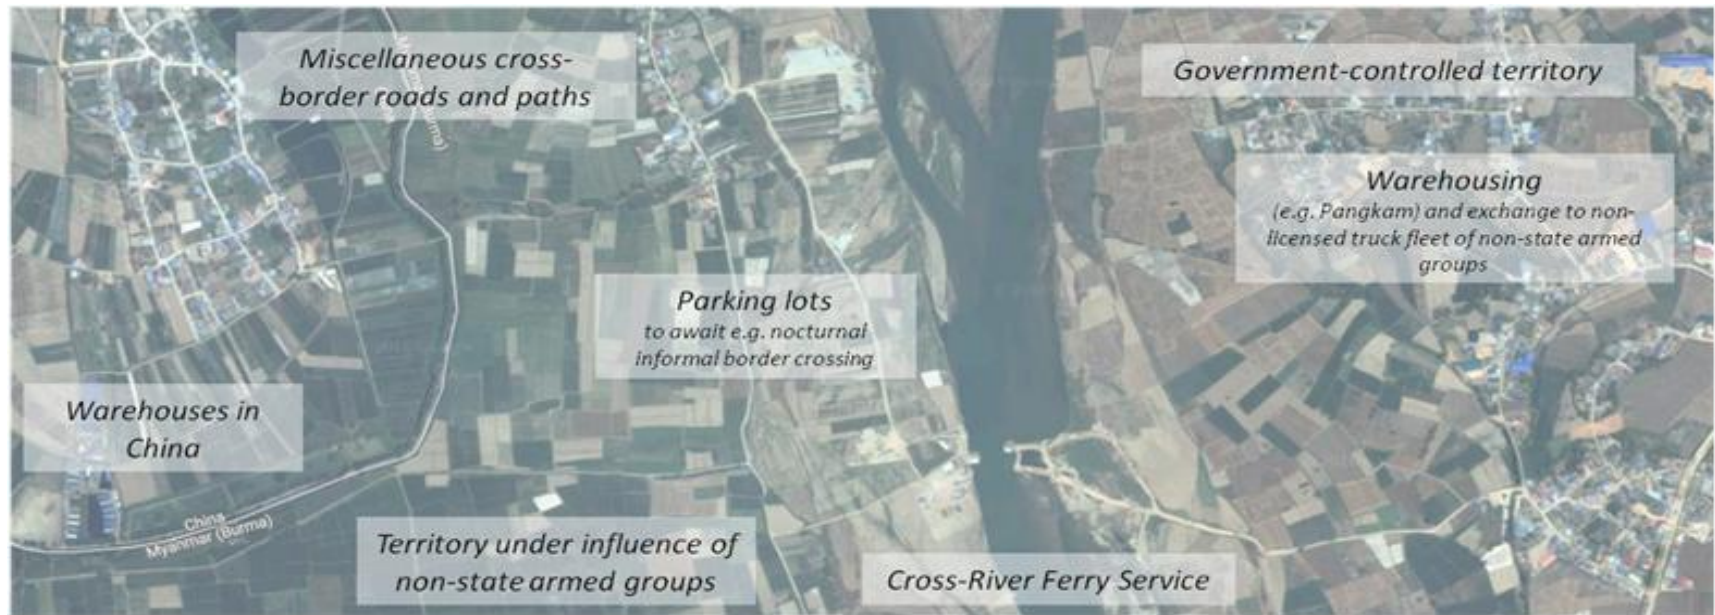 Miscellaneous cross-
border roads and paths
Government-controlled territory
Warehousing
(e.g. Pangkam) and exchange to non-
licensed truck fleet of non-state armed
groups
Parking lots
to await e.g. nocturnal
informal border crossing
Warehouses in
China
China
Myanmar (Burma)
Territory under influence of
non-state armed groups
Cross-River Ferry Service